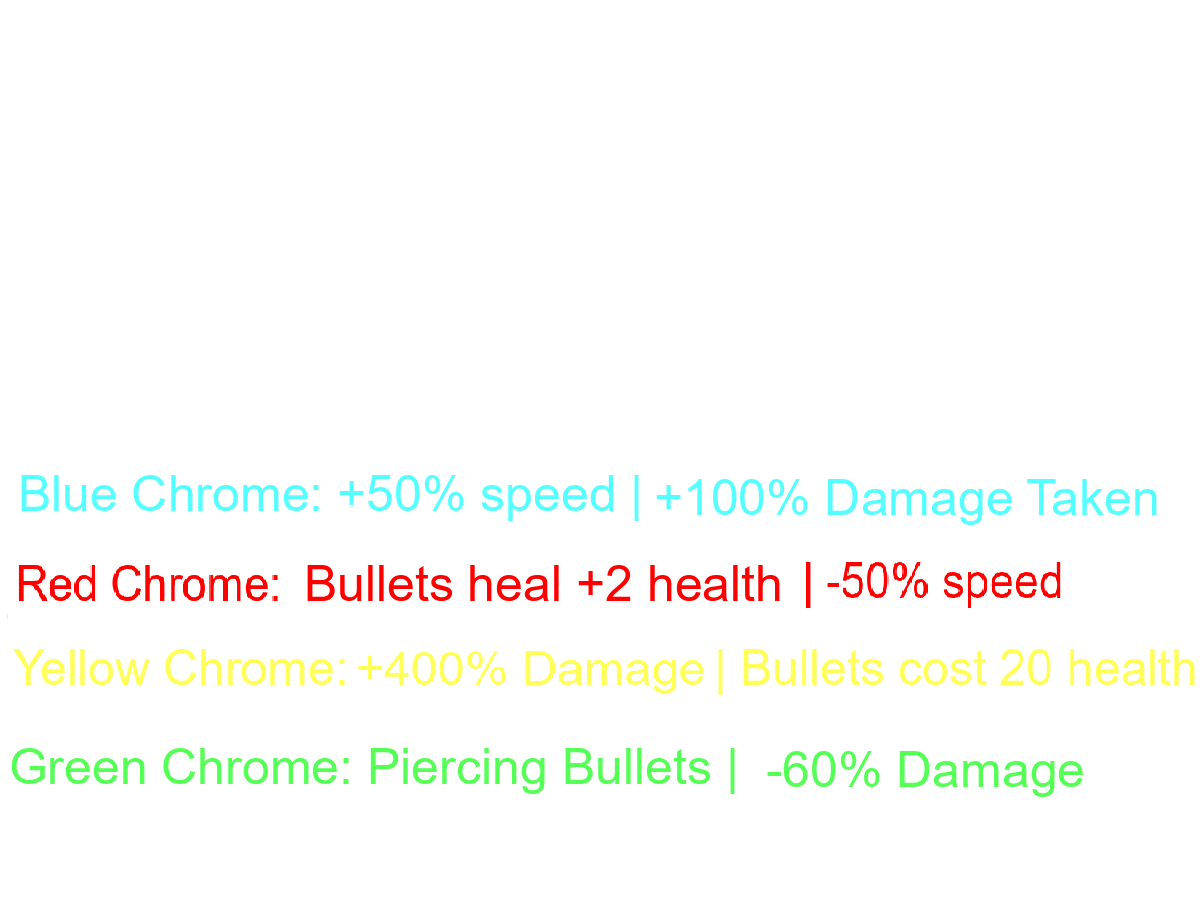 Blue Chrome: +50% speed | +100% Damage Taken
Red Chrome: Bullets heal +2 health | -50% speed
Yellow Chrome: +400% Damage | Bullets cost 20 health
Green Chrome: Piercing Bullets | -60% Damage